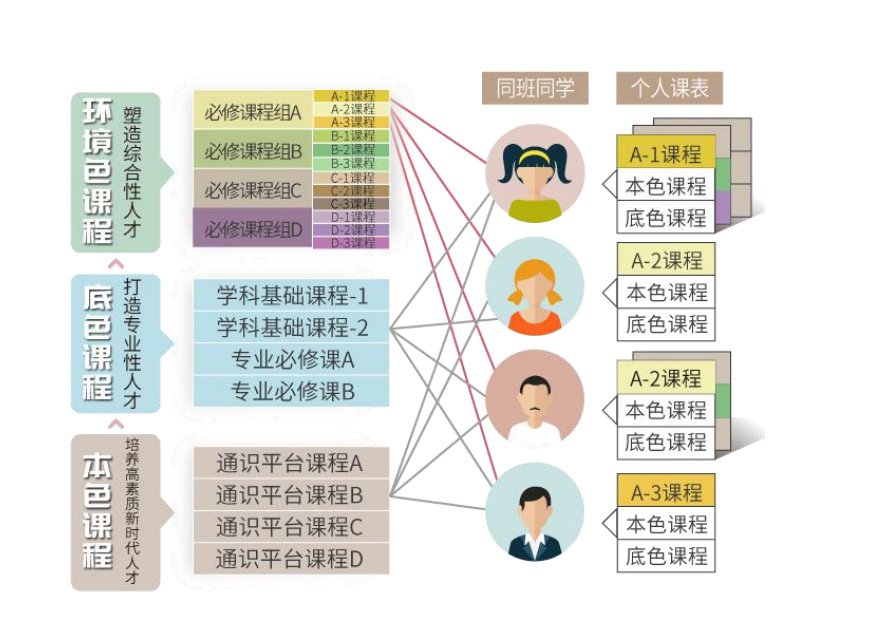 同班同学
个人课表
环境色课程
塑造综合性人才
必修课程组A
A-1课程
A-2课程
A-3课程
必修课程组B
B-1课程
B-2课程
B-3课程
必修课程组C
C-1课程
C-2课程
C-3课程
必修课程组D
D-1课程
D-2课程
D-3课程
底色课程
打造专业性人才
学科基础课程-1
学科基础课程-2
专业必修课A
专业必修课B
本色课程
培养高素质新时代人才
通识平台课程A
通识平台课程B
通识平台课程C
通识平台课程D
A-1课程
本色课程
底色课程
A-2课程
本色课程
底色课程
A-2课程
本色课程
底色课程
A-3课程
本色课程
底色课程